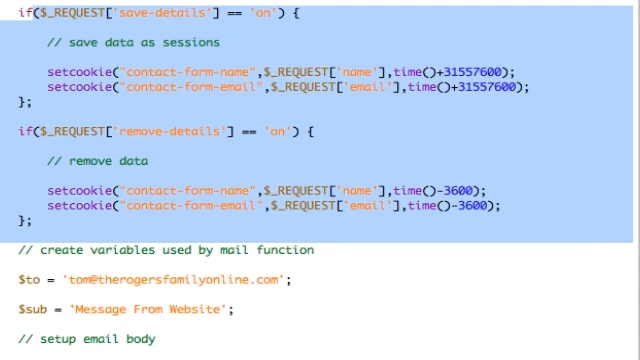 if($_REQUEST['save-details'] == 'on') {
// save data as sessions
setcookie("contact-form-name",$_REQUEST['name'],time()+31557600);
setcookie("contact-form-email",$_REQUEST['email'],time()+31557600);
};
if($_REQUEST['remove-details'] == 'on') {
// remove data
setcookie("contact-form-name",$_REQUEST['name'],time()-3600);
setcookie("contact-form-email",$_REQUEST['email'],time()-3600);
};
// create variables used by mail function
$to = 'tom@therogersfamilyonline.com';
$sub = 'Message From Website';
// setup email body